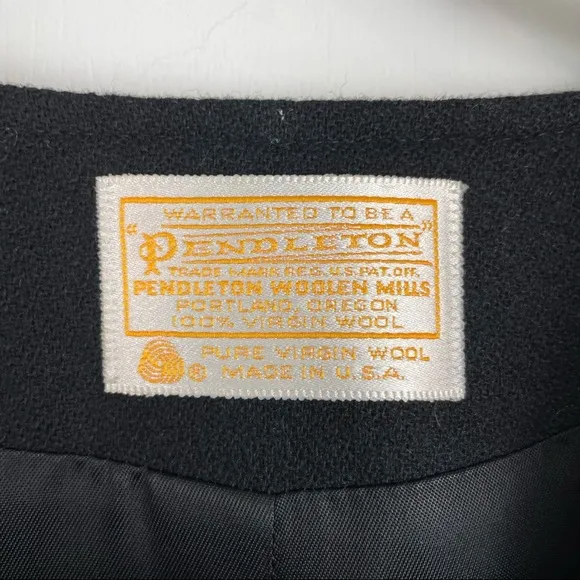 WARRANTED TO BE A
"PENDLETON"
TRADE MARK REG. U.S. PAT. OFF.
PENDLETON WOOLEN MILLS
PORTLAND, OREGON
100% VIRGIN WOOL
PURE VIRGIN WOOL
® MADE IN U.S.A.